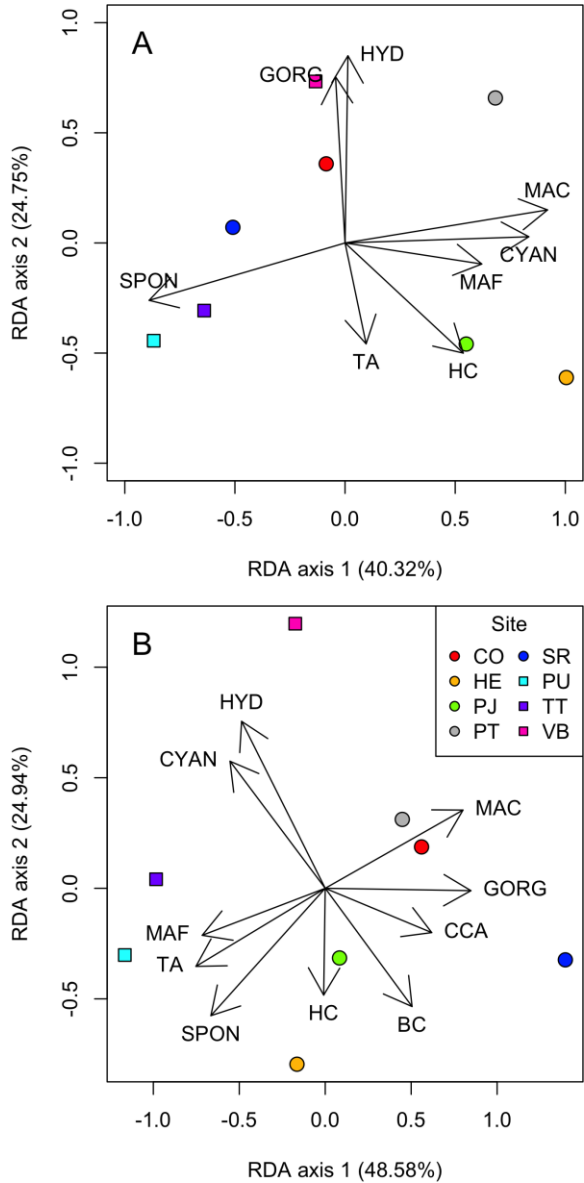 A
HYD
GORG
MAC
CYAN
MAF
SPON
TA
HC
1.0
0.5
0.0
-0.5
-1.0
RDA axis 2 (24.75%)
-1.0 -0.5 0.0 0.5 1.0
RDA axis 1 (40.32%)
B
Site
CO SR
HE PU
PJ TT
PT VB
HYD
CYAN
MAC
GORG
CCA
MAF
TA
SPON
HC
BC
1.0
0.5
0.0
-0.5
RDA axis 2 (24.94%)
-1.0 -0.5 0.0 0.5 1.0
RDA axis 1 (48.58%)